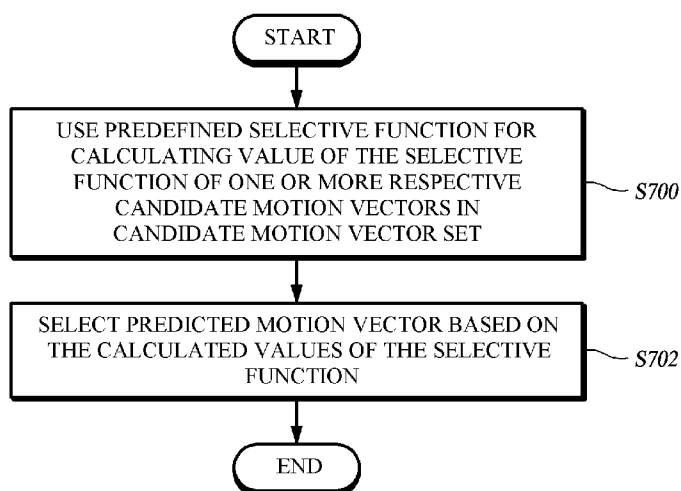 START
USE PREDEFINED SELECTIVE FUNCTION FOR
CALCULATING VALUE OF THE SELECTIVE
FUNCTION OF ONE OR MORE RESPECTIVE
CANDIDATE MOTION VECTORS IN
CANDIDATE MOTION VECTOR SET
S700
SELECT PREDICTED MOTION VECTOR BASED ON
THE CALCULATED VALUES OF THE SELECTIVE
FUNCTION
S702
END